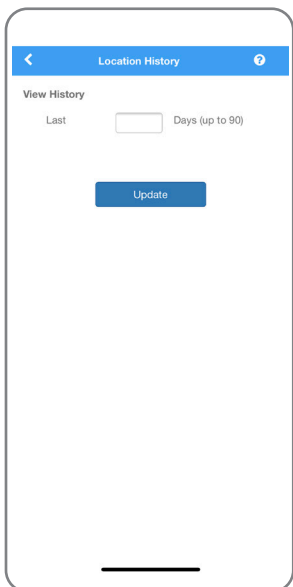 Location History
View History
Last Days (up to 90)
Update